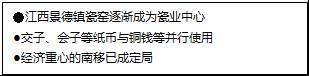 ●江西景德镇瓷窑逐渐成为瓷业中心
●交子、会子等纸币与铜钱等并行使用
●经济重心的南移已成定局